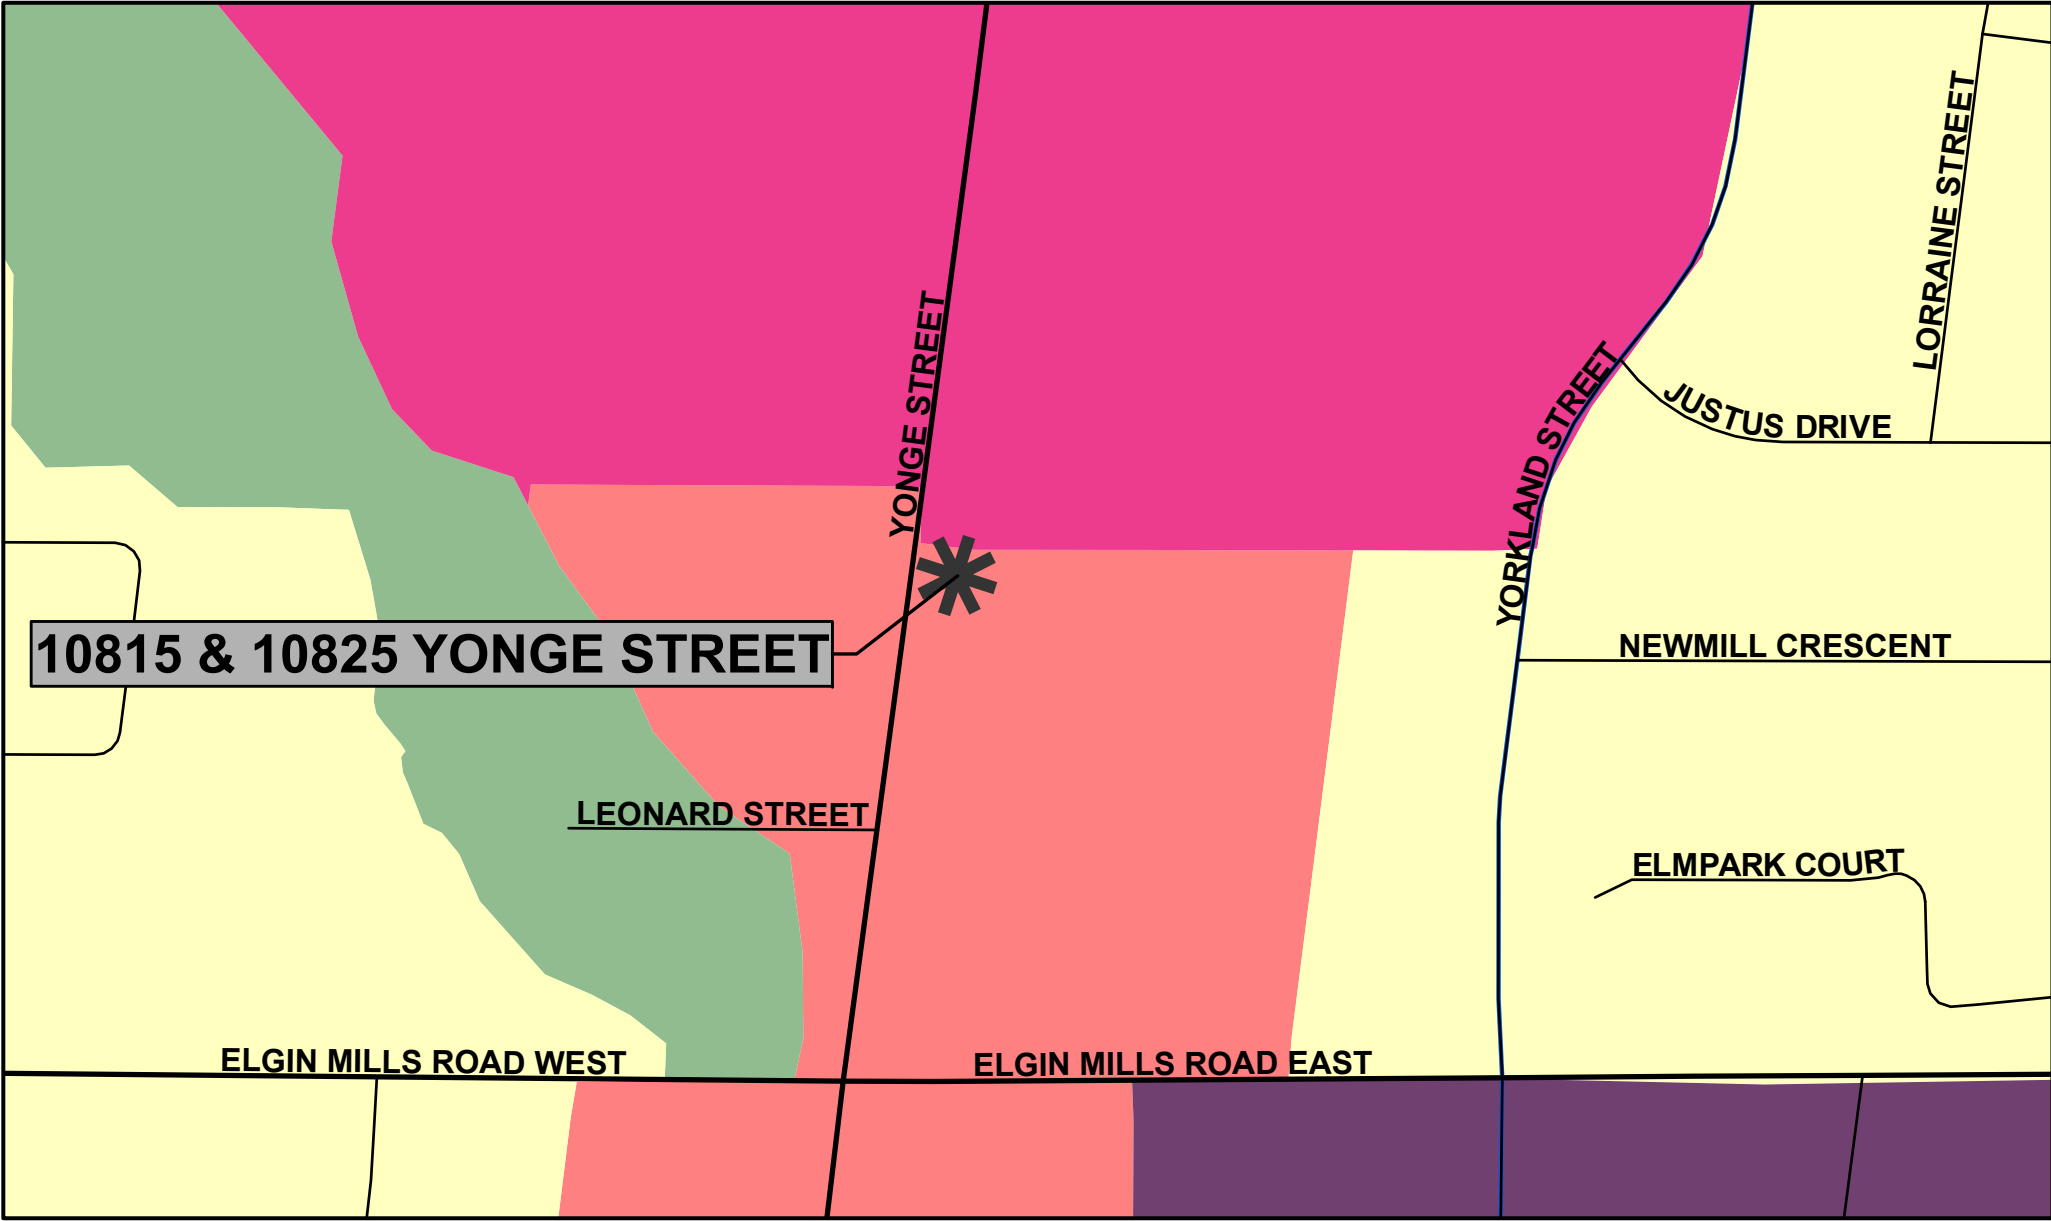 LORRAINE STREET
YONGE STREET
YORKLAND STREET
JUSTUS DRIVE
10815 & 10825 YONGE STREET
NEWMILL CRESCENT
LEONARD STREET
ELMPARK COURT
ELGIN MILLS ROAD WEST
ELGIN MILLS ROAD EAST